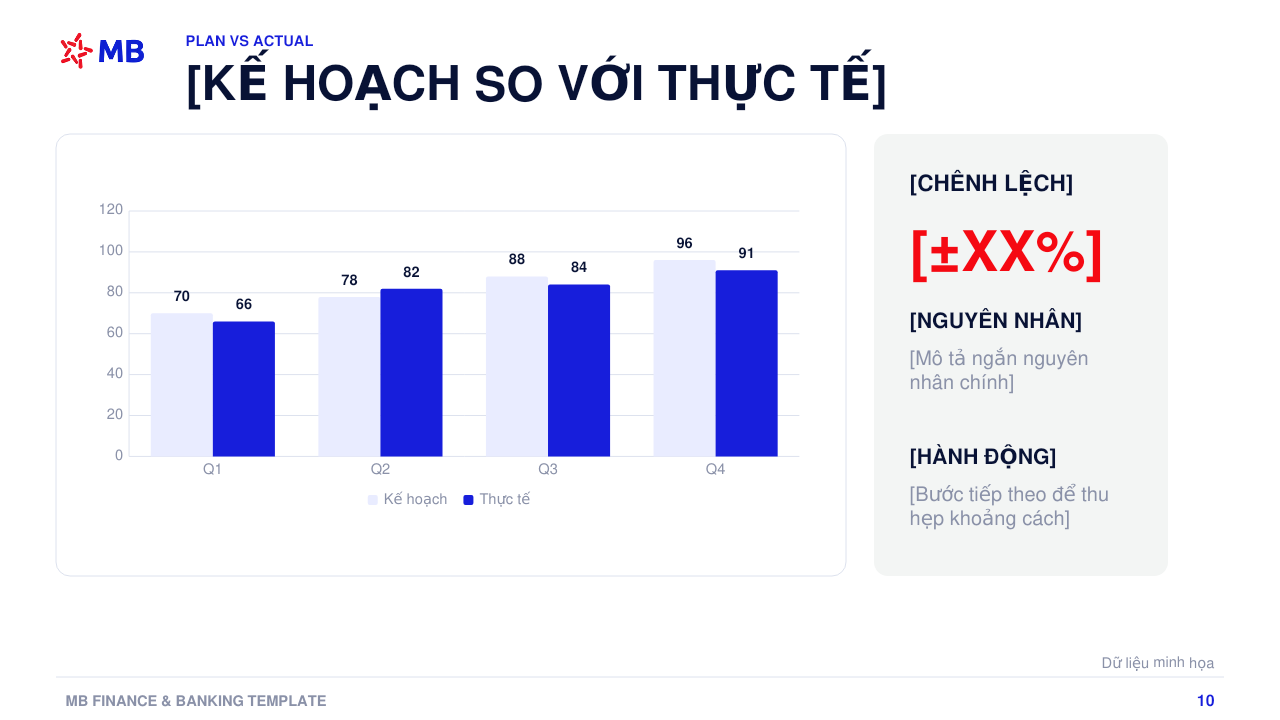 MB
PLAN VS ACTUAL
[KẾ HOẠCH SO VỚI THỰC TẾ]
120
100
80
60
40
20
0
70
66
78
82
88
84
96
91
Q1
Q2
Q3
Q4
Kế hoạch
Thực tế
[CHÊNH LỆCH]
[±XX%]
[NGUYÊN NHÂN]
[Mô tả ngắn nguyên
nhân chính]
[HÀNH ĐỘNG]
[Bước tiếp theo để thu
hẹp khoảng cách]
Dữ liệu minh họa
MB FINANCE & BANKING TEMPLATE
10